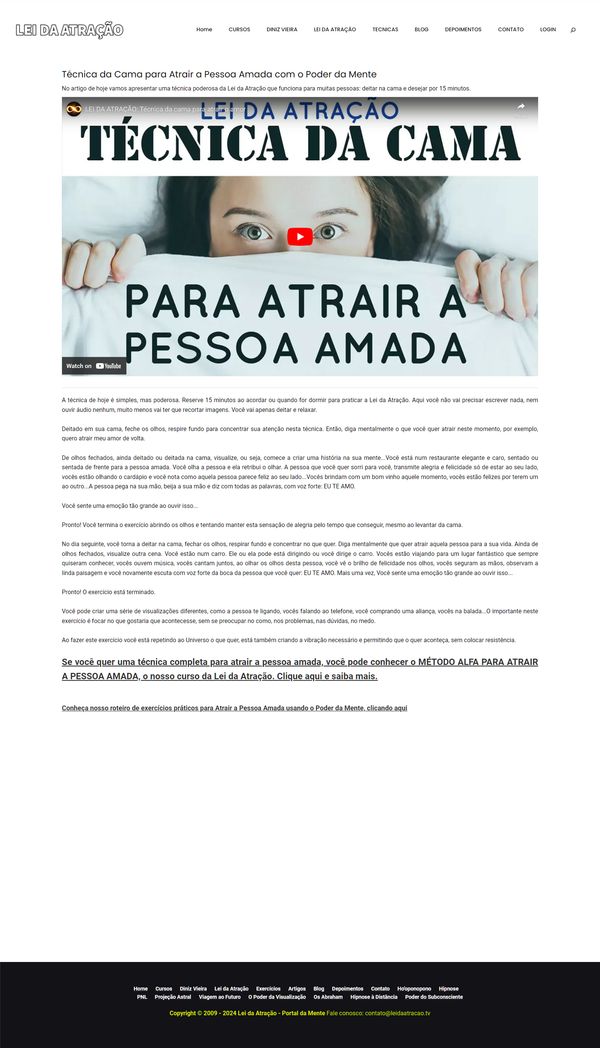 LEI DA ATRAÇÃO
Home CURSOS DINIZ VIEIRA LEI DA ATRAÇÃO TECNICAS BLOG DEPOIMENTOS CONTATO LOGIN
Técnica da Cama para Atrair a Pessoa Amada com o Poder da Mente
No artigo de hoje vamos apresentar uma técnica poderosa da Lei da Atração que funciona para muitas pessoas: deitar na cama e desejar por 15 minutos.
LEI DA ATRAÇÃO: Técnica da cama para atrair o amor
LEI DA ATRAÇÃO
TÉCNICA DA CAMA
PARA ATRAIR A
PESSOA AMADA
Watch on YouTube
A técnica de hoje é simples, mas poderosa. Reserve 15 minutos ao acordar ou quando for dormir para praticar a Lei da Atração. Aqui você não vai precisar escrever nada, nem
ouvir áudio nenhum, muito menos vai ter que recortar imagens. Você vai apenas deitar e relaxar.
Deitado em sua cama, feche os olhos, respire fundo para concentrar sua atenção nesta técnica. Então, diga mentalmente o que você quer atrair neste momento, por exemplo,
quero atrair meu amor de volta.
De olhos fechados, ainda deitado ou deitada na cama, visualize, ou seja, comece a criar uma história na sua mente...Você está num restaurante elegante e caro, sentado ou
sentada de frente para a pessoa amada. Você olha a pessoa e ela retribui o olhar. A pessoa que você quer sorri para você, transmite alegria e felicidade só de estar ao seu lado,
vocês estão olhando o cardápio e você nota como aquela pessoa parece feliz ao seu lado...Vocês brindam com um bom vinho aquele momento, vocês estão felizes por terem um
ao outro...A pessoa pega na sua mão, beija a sua mão e diz com todas as palavras, com voz forte: EU TE AMO.
Você sente uma emoção tão grande ao ouvir isso...
Pronto! Você termina o exercício abrindo os olhos e tentando manter esta sensação de alegria pelo tempo que conseguir, mesmo ao levantar da cama.
No dia seguinte, você torna a deitar na cama, fechar os olhos, respirar fundo e concentrar no que quer. Diga mentalmente que quer atrair aquela pessoa para a sua vida. Ainda de
olhos fechados, visualize outra cena. Você estão num carro. Ele ou ela pode está dirigindo ou você dirige o carro. Vocês estão viajando para um lugar fantástico que sempre
quiseram conhecer, vocês ouvem música, vocês cantam juntos, ao olhar os olhos desta pessoa, você vê o brilho de felicidade nos olhos, vocês seguram as mãos, observam a
linda paisagem e você novamente escuta com voz forte da boca da pessoa que você quer: EU TE AMO. Mais uma vez, Você sente uma emoção tão grande ao ouvir isso...
Pronto! O exercício está terminado.
Você pode criar uma série de visualizações diferentes, como a pessoa te ligando, vocês falando ao telefone, você comprando uma aliança, vocês na balada...O importante neste
exercício é focar no que gostaria que acontecesse, sem se preocupar no como, nos problemas, nas dúvidas, no medo.
Ao fazer este exercício você está repetindo ao Universo o que quer, está também criando a vibração necessário e permitindo que o quer aconteça, sem colocar resistência.
Se você quer uma técnica completa para atrair a pessoa amada, você pode conhecer o MÉTODO ALFA PARA ATRAIR
A PESSOA AMADA, o nosso curso da Lei da Atração. Clique aqui e saiba mais.
Conheça nosso roteiro de exercícios práticos para Atrair a Pessoa Amada usando o Poder da Mente, clicando aqui
Home Cursos Diniz Vieira Lei da Atração Exercícios Artigos Blog Depoimentos Contato Ho'oponopono Hipnose
PNL Projeção Astral Viagem ao Futuro O Poder da Visualização Os Abraham Hipnose à Distância Poder do Subconsciente
Copyright © 2009 - 2024 Lei da Atração - Portal da Mente Fale conosco: contato@leidaatracao.tv